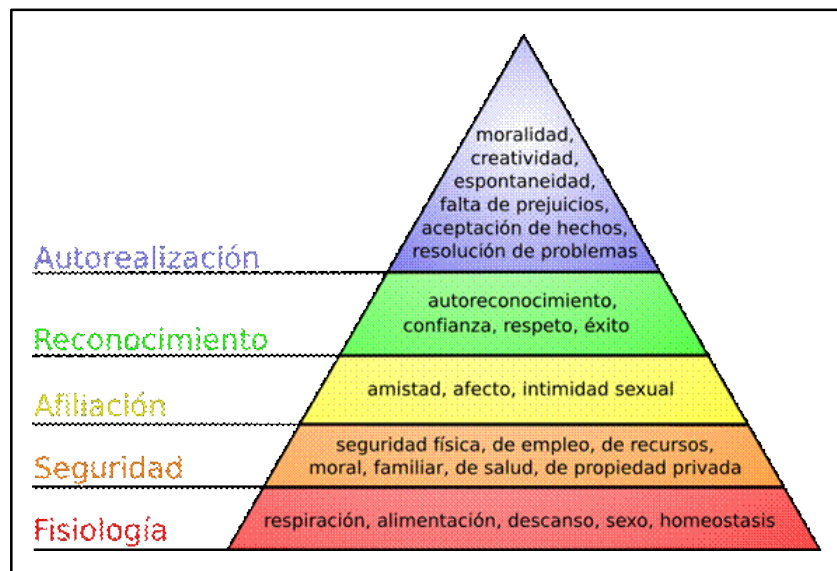 moralidad,
creatividad,
espontaneidad,
falta de prejuicios,
aceptación de hechos,
resolución de problemas
Autorealización
autoreconocimiento,
confianza, respeto, éxito
Reconocimiento
amistad, afecto, intimidad sexual
Afiliación
seguridad física, de empleo, de recursos,
moral, familiar, de salud, de propiedad privada
Seguridad
respiración, alimentación, descanso, sexo, homeostasis
Fisiología